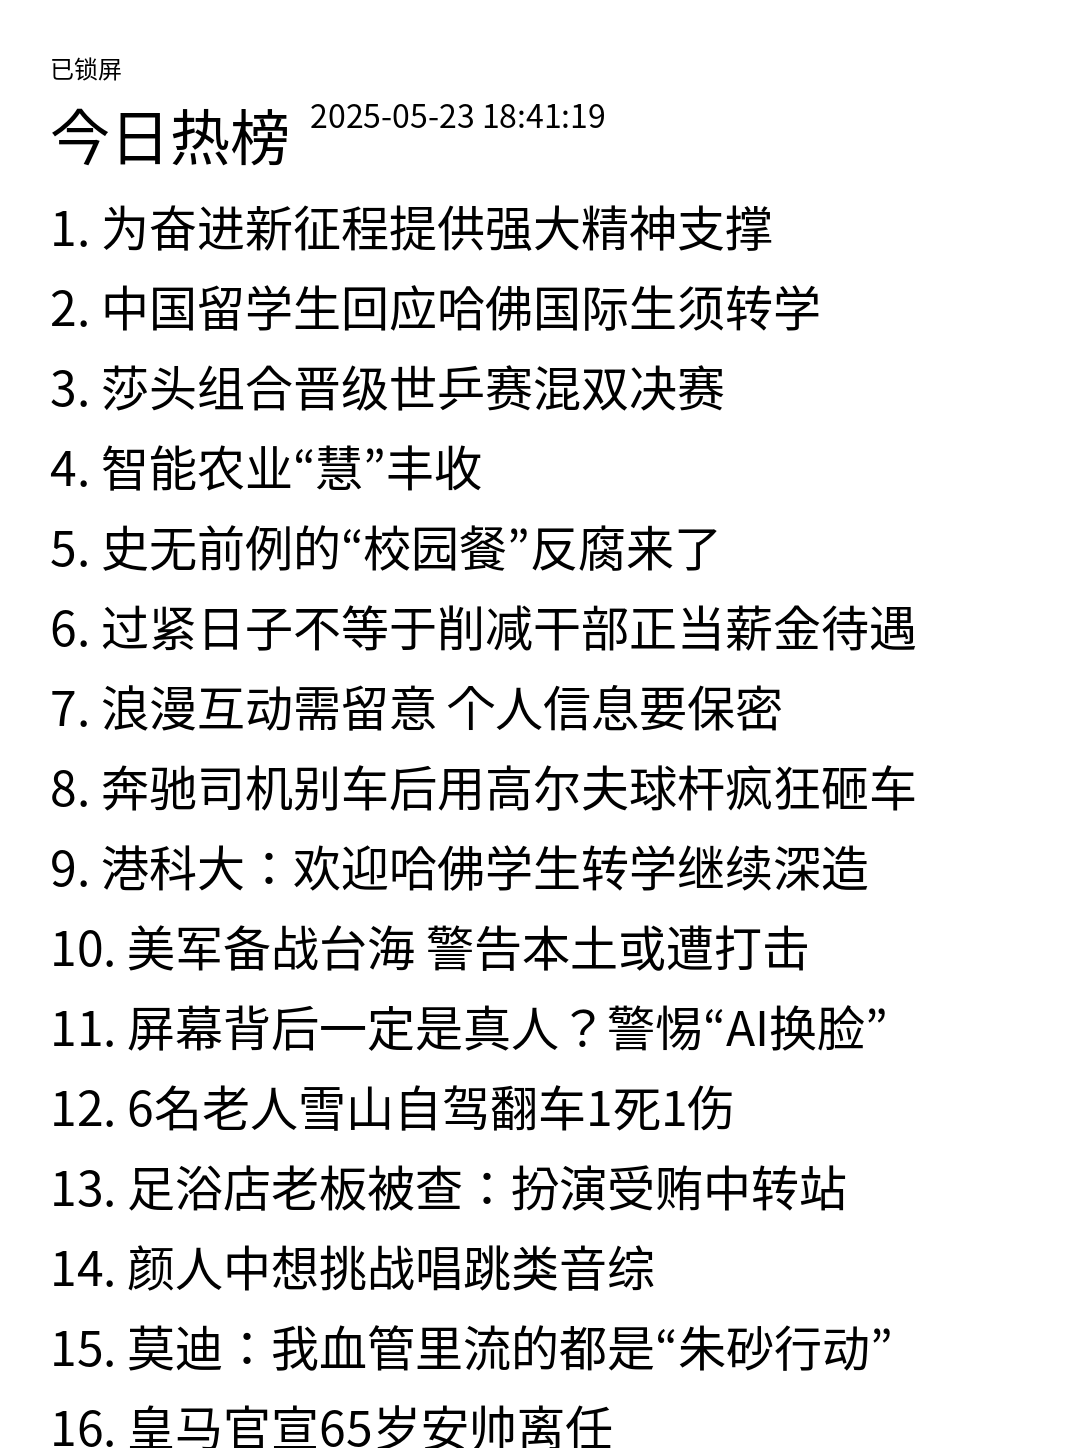 已锁屏
今日热榜 2025-05-23 18:41:19
1. 为奋进新征程提供强大精神支撑
2. 中国留学生回应哈佛国际生须转学
3. 莎头组合晋级世乒赛混双决赛
4. 智能农业“慧”丰收
5. 史无前例的“校园餐”反腐来了
6. 过紧日子不等于削减干部正当薪金待遇
7. 浪漫互动需留意 个人信息要保密
8. 奔驰司机别车后用高尔夫球杆疯狂砸车
9. 港科大：欢迎哈佛学生转学继续深造
10. 美军备战台海 警告本土或遭打击
11. 屏幕背后一定是真人？警惕“AI换脸”
12. 6名老人雪山自驾翻车1死1伤
13. 足浴店老板被查：扮演受贿中转站
14. 颜人中想挑战唱跳类音综
15. 莫迪：我血管里流的都是“朱砂行动”
16. 皇马官宣65岁安帅离任